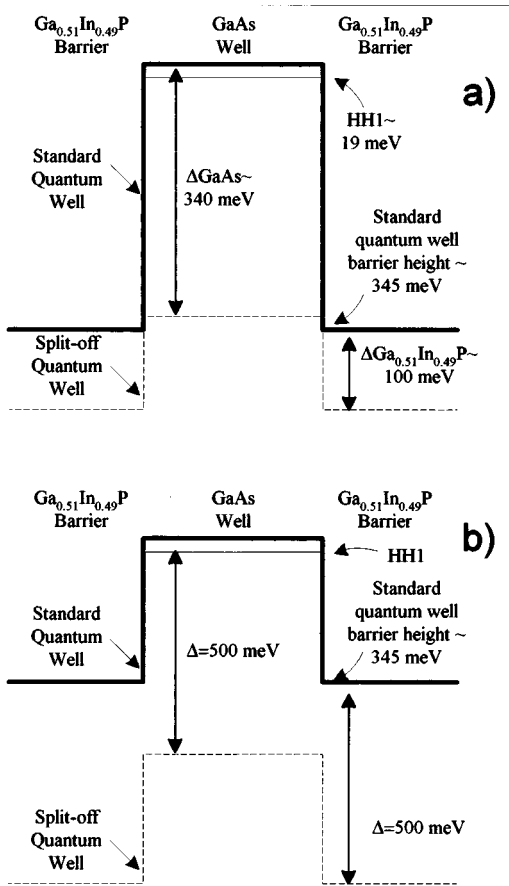 Ga₀.₅₁In₀.₄₉P
Barrier
GaAs
Well
Ga₀.₅₁In₀.₄₉P
Barrier
a)
HH1~
19 meV
Standard
Quantum
Well
ΔGaAs~
340 meV
Standard
quantum well
barrier height ~
345 meV
Split-off
Quantum
Well
ΔGa₀.₅₁In₀.₄₉P~
100 meV
Ga₀.₅₁In₀.₄₉P
Barrier
GaAs
Well
Ga₀.₅₁In₀.₄₉P
Barrier
b)
HH1
Standard
Quantum
Well
Δ=500 meV
Standard
quantum well
barrier height ~
345 meV
Split-off
Quantum
Well
Δ=500 meV